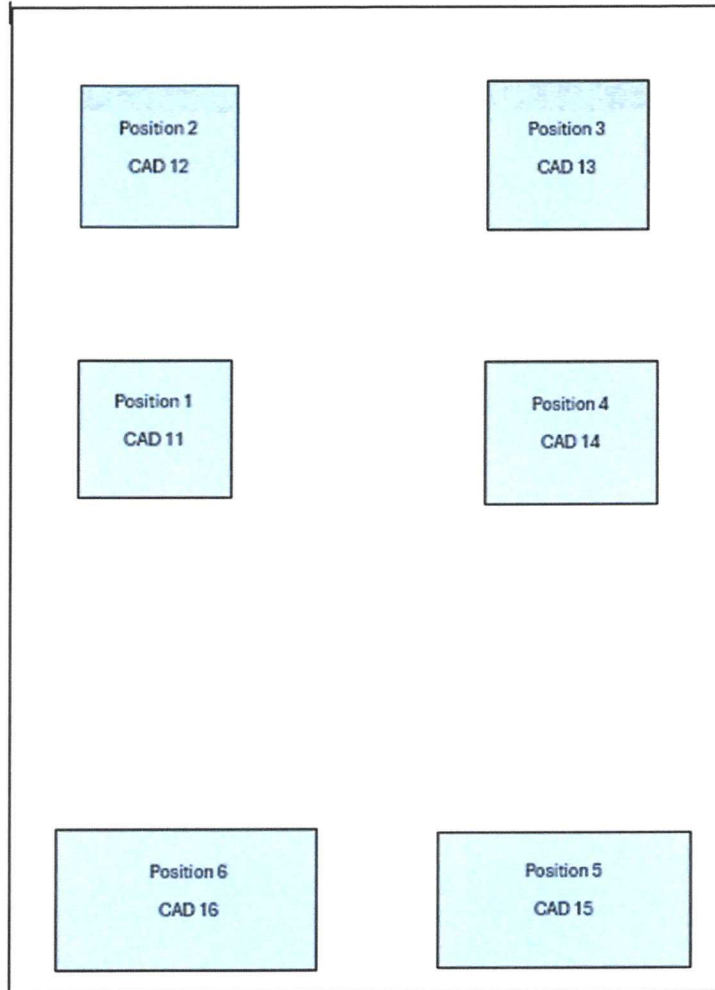 Position 2
CAD 12
Position 3
CAD 13
Position 1
CAD 11
Position 4
CAD 14
Position 6
CAD 16
Position 5
CAD 15